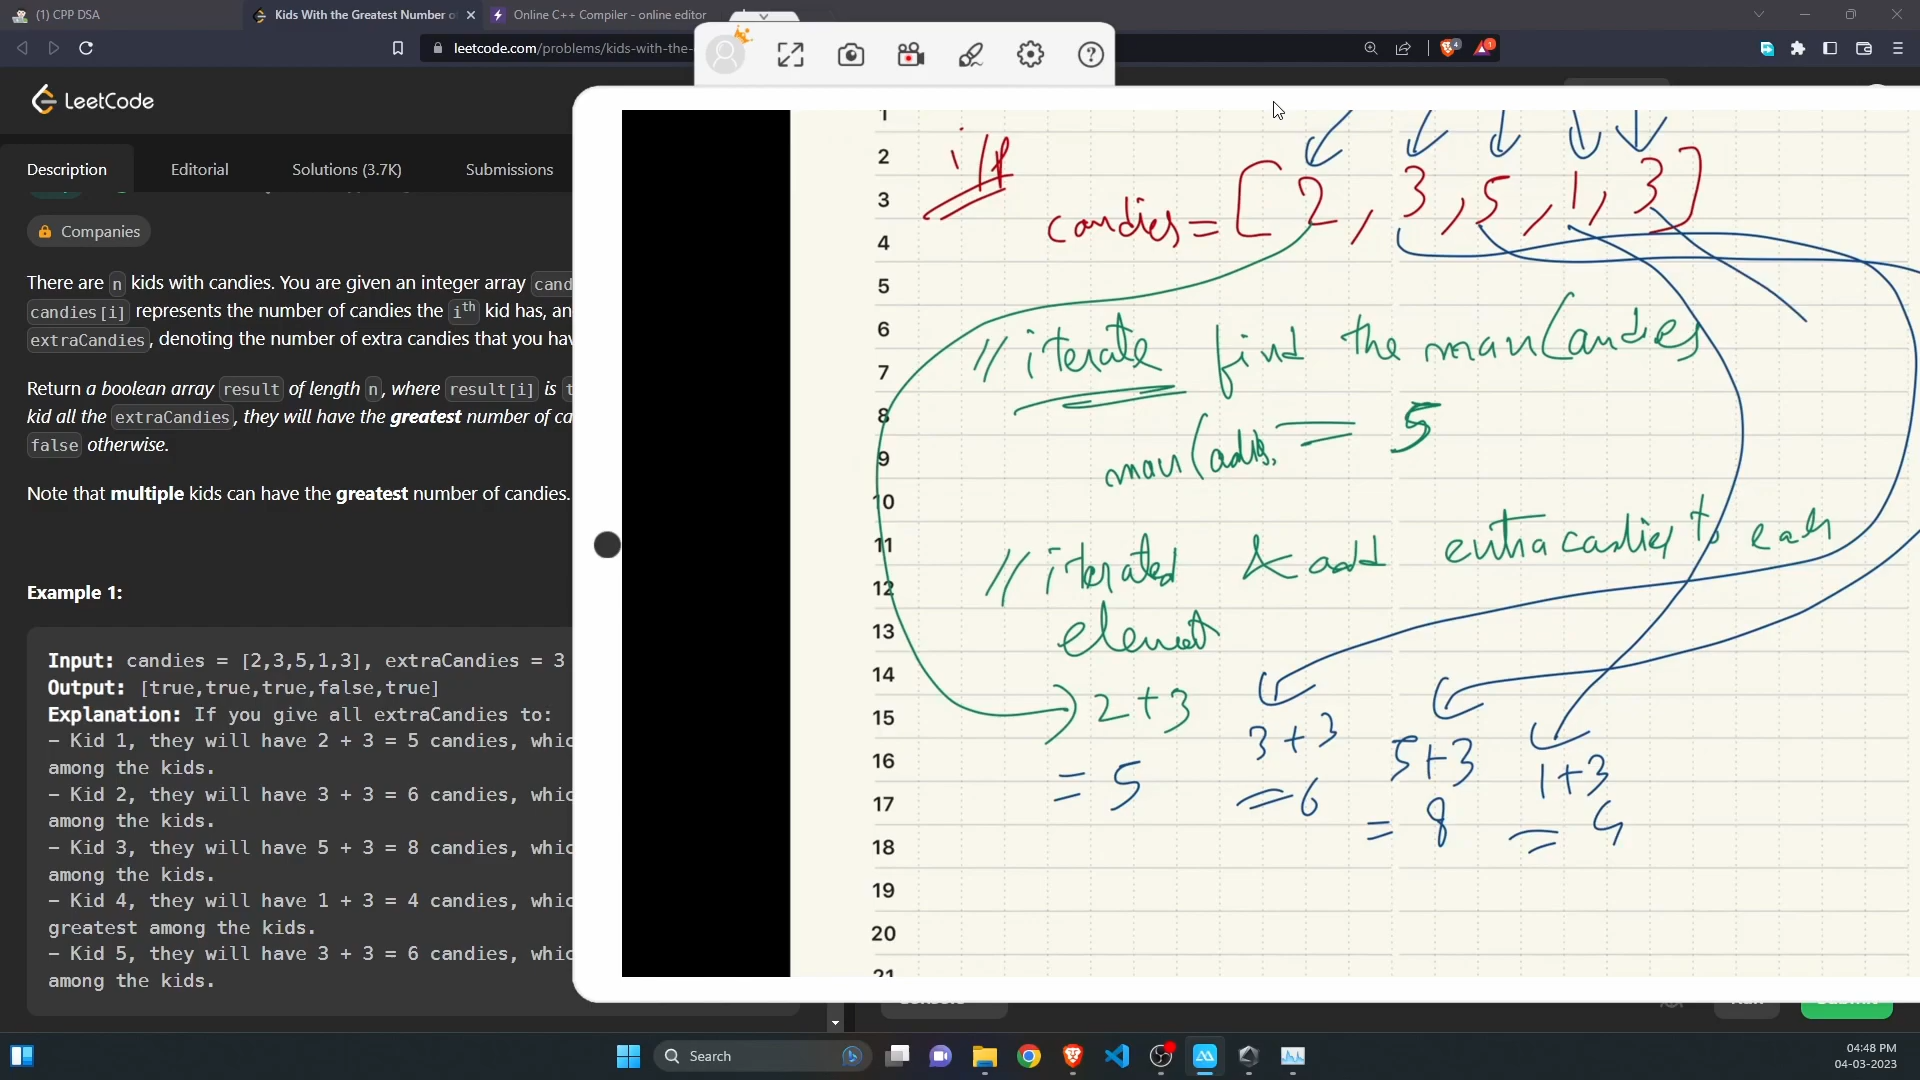 (1) CPP DSA
Kids With the Greatest Number o
Online C++ Compiler - online editor
leetcode.com/problems/kids-with-the-
4
1
LeetCode
Description
Editorial
Solutions (3.7K)
Submissions
Companies
There are n kids with candies. You are given an integer array cand
candies[i] represents the number of candies the ith kid has, an
extraCandies, denoting the number of extra candies that you hav
Return a boolean array result of length n, where result[i] is t
kid all the extraCandies, they will have the greatest number of ca
false otherwise.
Note that multiple kids can have the greatest number of candies.
Example 1:
Input: candies = [2,3,5,1,3], extraCandies = 3
Output: [true,true,true,false,true]
Explanation: If you give all extraCandies to:
- Kid 1, they will have 2 + 3 = 5 candies, whic
among the kids.
- Kid 2, they will have 3 + 3 = 6 candies, whic
among the kids.
- Kid 3, they will have 5 + 3 = 8 candies, whic
among the kids.
- Kid 4, they will have 1 + 3 = 4 candies, whic
greatest among the kids.
- Kid 5, they will have 3 + 3 = 6 candies, whic
among the kids.
1
2
3
4
5
6
7
8
9
10
11
12
13
14
15
16
17
18
19
20
21
i/p
candies = [2, 3, 5, 1, 3]
// iterate find the maxCandies
= 5
// iterated & add extracandies to each
element
2+3
= 5
3+3
= 6
5+3
= 8
1+3
= 4
Search
04:48 PM
04-03-2023